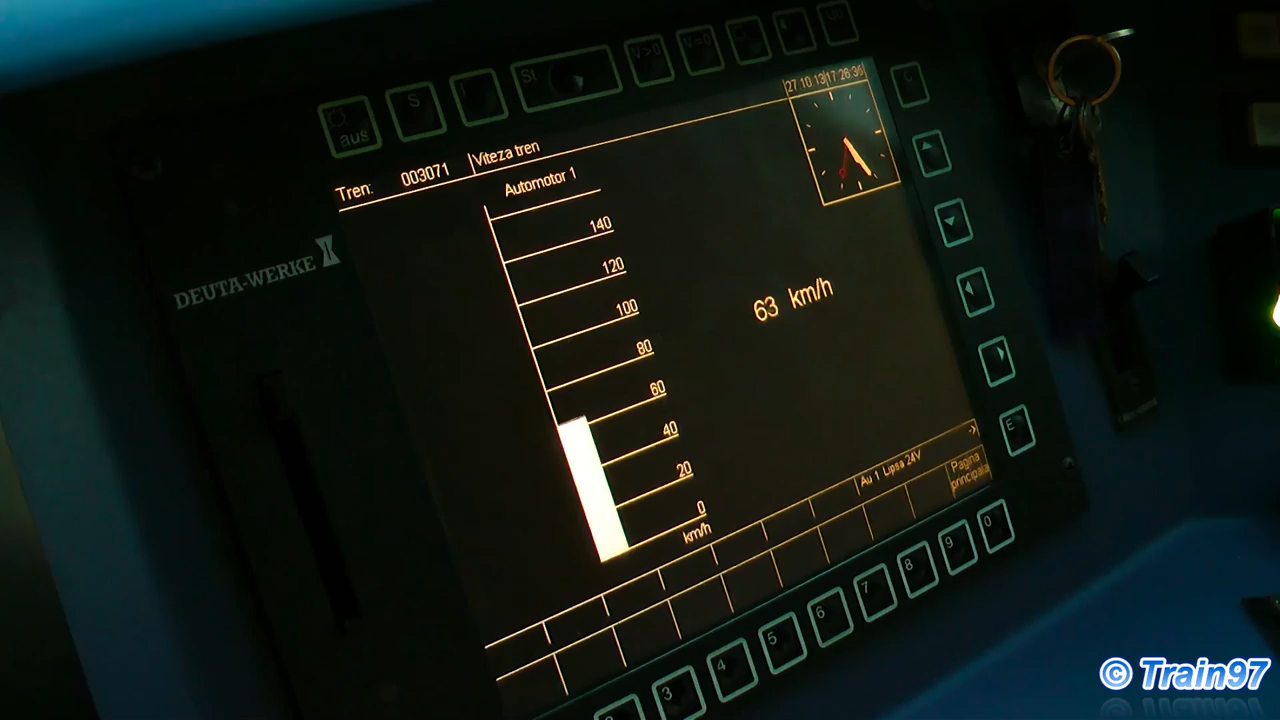 aus
S
I
St
V>0
V=0
27.10.13 17:26:36
C
Tren: 003071 Viteza tren
Automotor 1
140
120
100
80
60
40
20
0
km/h
63 km/h
DEUTA-WERKE
E
Au 1 Lipsa 24V
->
Pagina
principala
3 4 5 6 7 8 9 0
© Train97